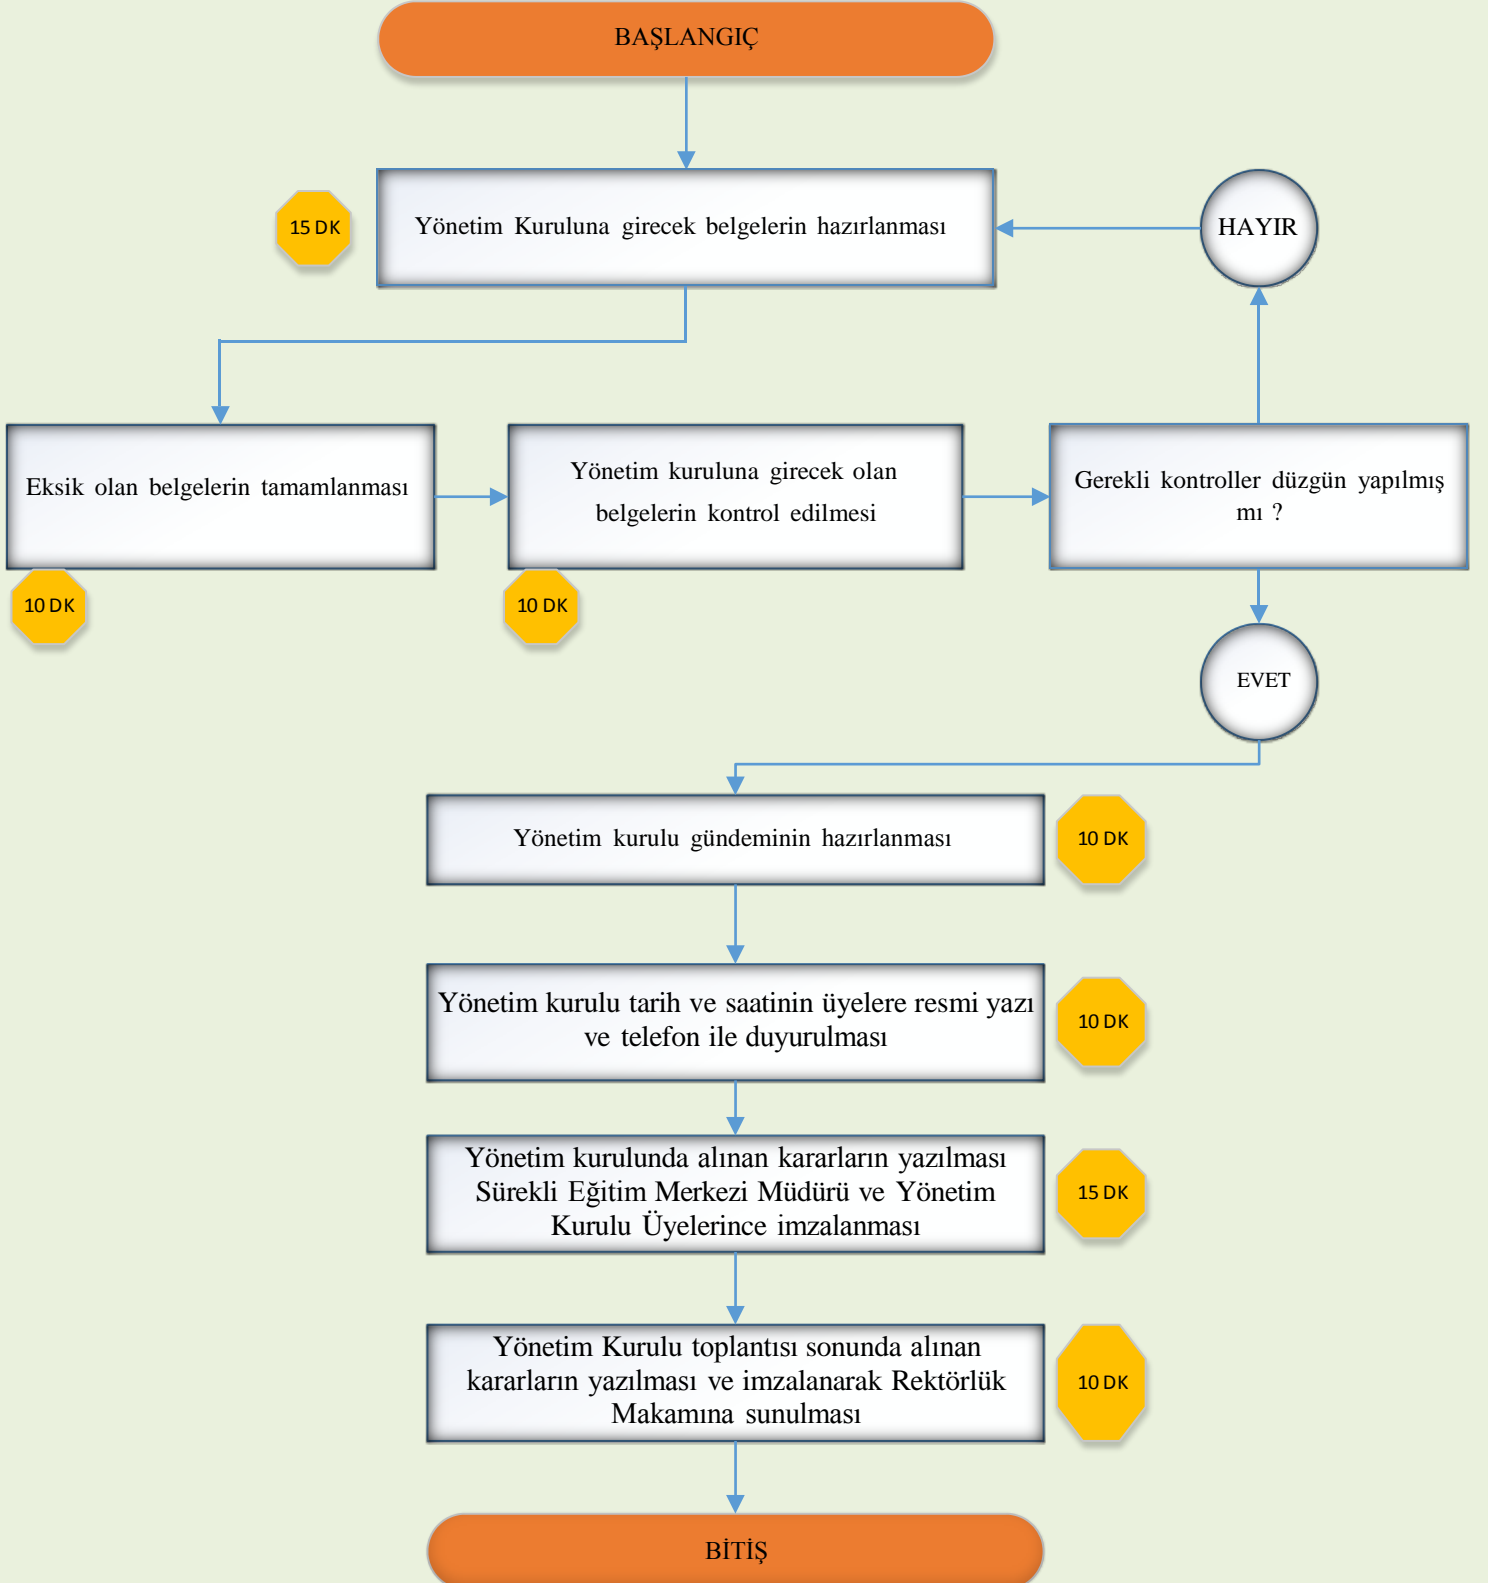 BAŞLANGIÇ
15 DK
Yönetim Kuruluna girecek belgelerin hazırlanması
HAYIR
Eksik olan belgelerin tamamlanması
10 DK
Yönetim kuruluna girecek olan
belgelerin kontrol edilmesi
10 DK
Gerekli kontroller düzgün yapılmış
mı ?
EVET
Yönetim kurulu gündeminin hazırlanması
10 DK
Yönetim kurulu tarih ve saatinin üyelere resmi yazı
ve telefon ile duyurulması
10 DK
Yönetim kurulunda alınan kararların yazılması
Sürekli Eğitim Merkezi Müdürü ve Yönetim
Kurulu Üyelerince imzalanması
15 DK
Yönetim Kurulu toplantısı sonunda alınan
kararların yazılması ve imzalanarak Rektörlük
Makamına sunulması
10 DK
BİTİŞ